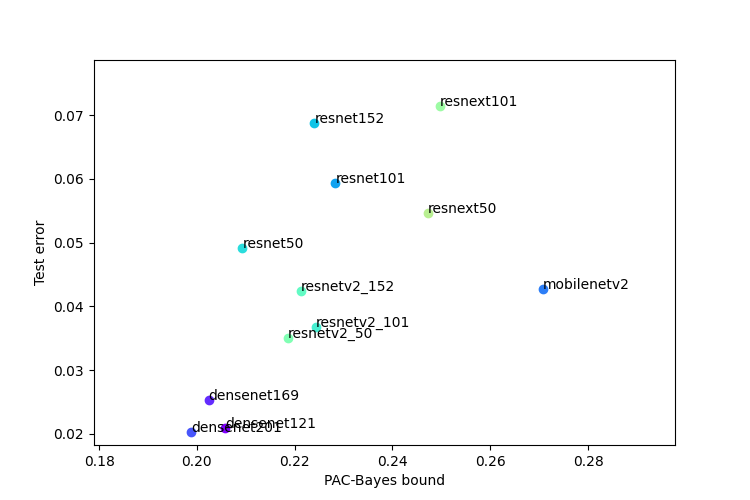 resnext101
0.07
resnet152
0.06
resnet101
resnext50
0.05
resnet50
Test error
mobilenetv2
resnetv2_152
0.04
resnetv2_101
resnetv2_50
0.03
densenet169
densenet121
densenet201
0.02
0.18 0.20 0.22 0.24 0.26 0.28
PAC-Bayes bound